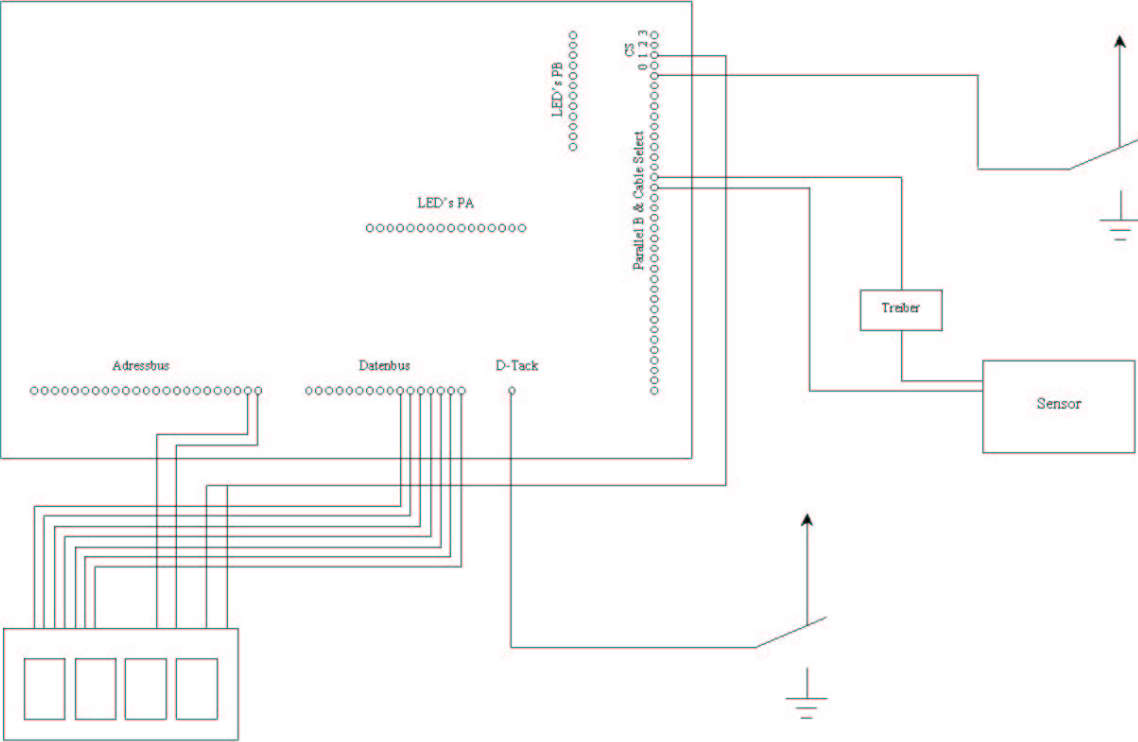 CS
0 1 2 3
LED's PB
Parallel B & Cable Select
LED's PA
Treiber
Adressbus
Datenbus
D-Tack
Sensor